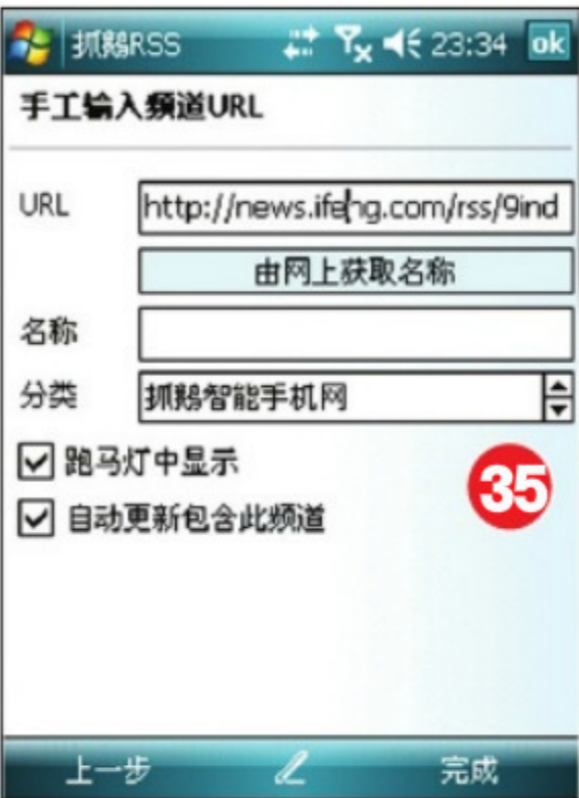 抓鹅RSS 23:34 ok
手工输入频道URL
URL http://news.ifeng.com/rss/9ind
由网上获取名称
名称
分类 抓鹅智能手机网
跑马灯中显示
35
自动更新包含此频道
上一步 完成